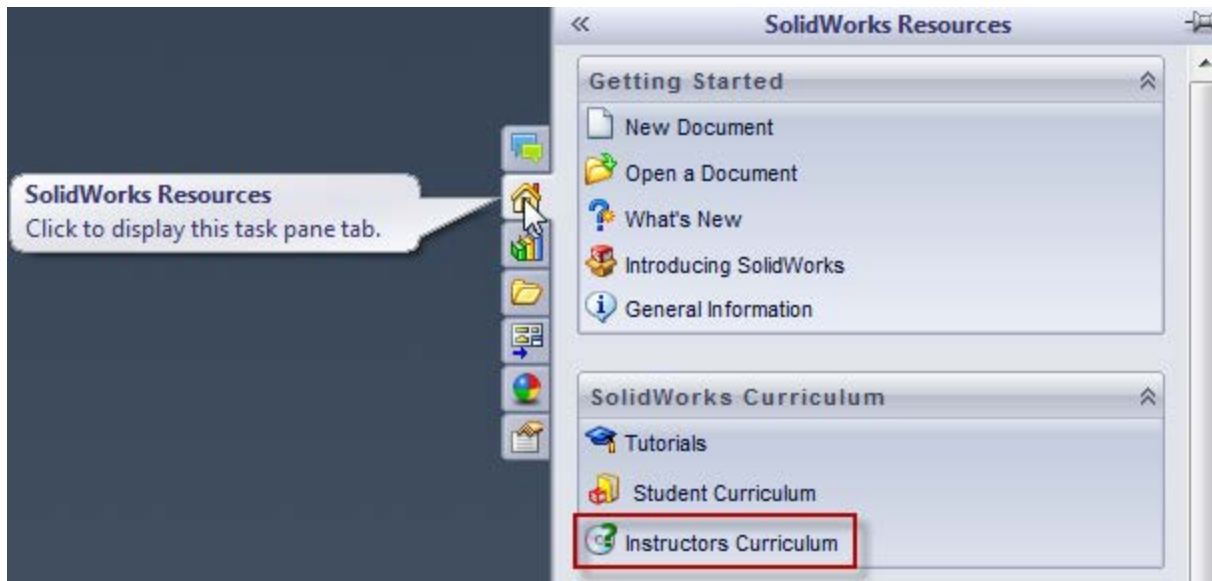 SolidWorks Resources
Getting Started
New Document
Open a Document
What's New
Introducing SolidWorks
General Information
SolidWorks Resources
Click to display this task pane tab.
SolidWorks Curriculum
Tutorials
Student Curriculum
Instructors Curriculum